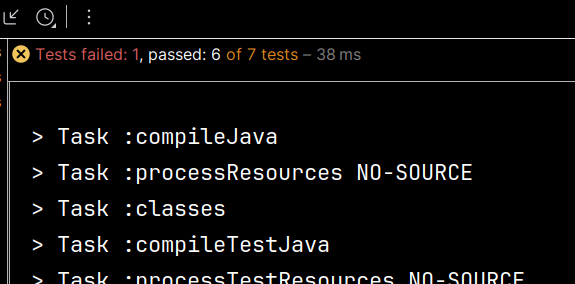 Tests failed: 1, passed: 6 of 7 tests – 38 ms
> Task :compileJava
> Task :processResources NO-SOURCE
> Task :classes
> Task :compileTestJava
> Task :processTestResources NO-SOURCE